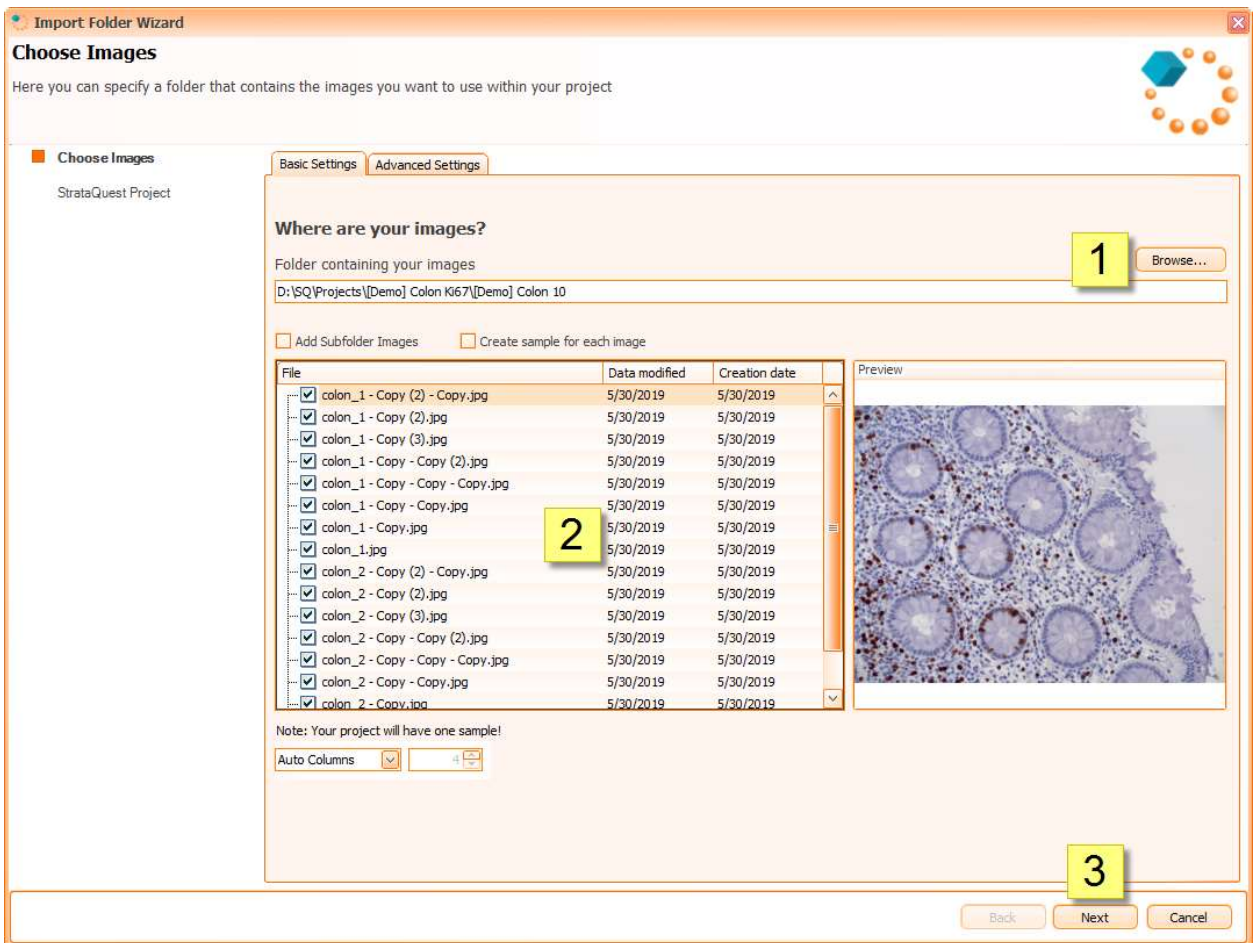 Import Folder Wizard
Choose Images
Here you can specify a folder that contains the images you want to use within your project
Choose Images
StrataQuest Project
Basic Settings Advanced Settings
Where are your images?
1
Browse...
Folder containing your images
D:\SQ\Projects\[Demo] Colon Ki67\[Demo] Colon 10
Add Subfolder Images Create sample for each image
File Data modified Creation date Preview
colon_1 - Copy (2) - Copy.jpg 5/30/2019 5/30/2019
colon_1 - Copy (2).jpg 5/30/2019 5/30/2019
colon_1 - Copy (3).jpg 5/30/2019 5/30/2019
colon_1 - Copy - Copy (2).jpg 5/30/2019 5/30/2019
colon_1 - Copy - Copy - Copy.jpg 5/30/2019 5/30/2019
colon_1 - Copy - Copy.jpg 5/30/2019 5/30/2019
colon_1 - Copy.jpg 5/30/2019 5/30/2019
2
colon_1.jpg 5/30/2019 5/30/2019
colon_2 - Copy (2) - Copy.jpg 5/30/2019 5/30/2019
colon_2 - Copy (2).jpg 5/30/2019 5/30/2019
colon_2 - Copy (3).jpg 5/30/2019 5/30/2019
colon_2 - Copy - Copy (2).jpg 5/30/2019 5/30/2019
colon_2 - Copy - Copy - Copy.jpg 5/30/2019 5/30/2019
colon_2 - Copy - Copy.jpg 5/30/2019 5/30/2019
colon_2 - Copy.jpg 5/30/2019 5/30/2019
Note: Your project will have one sample!
Auto Columns 4
3
Back Next Cancel